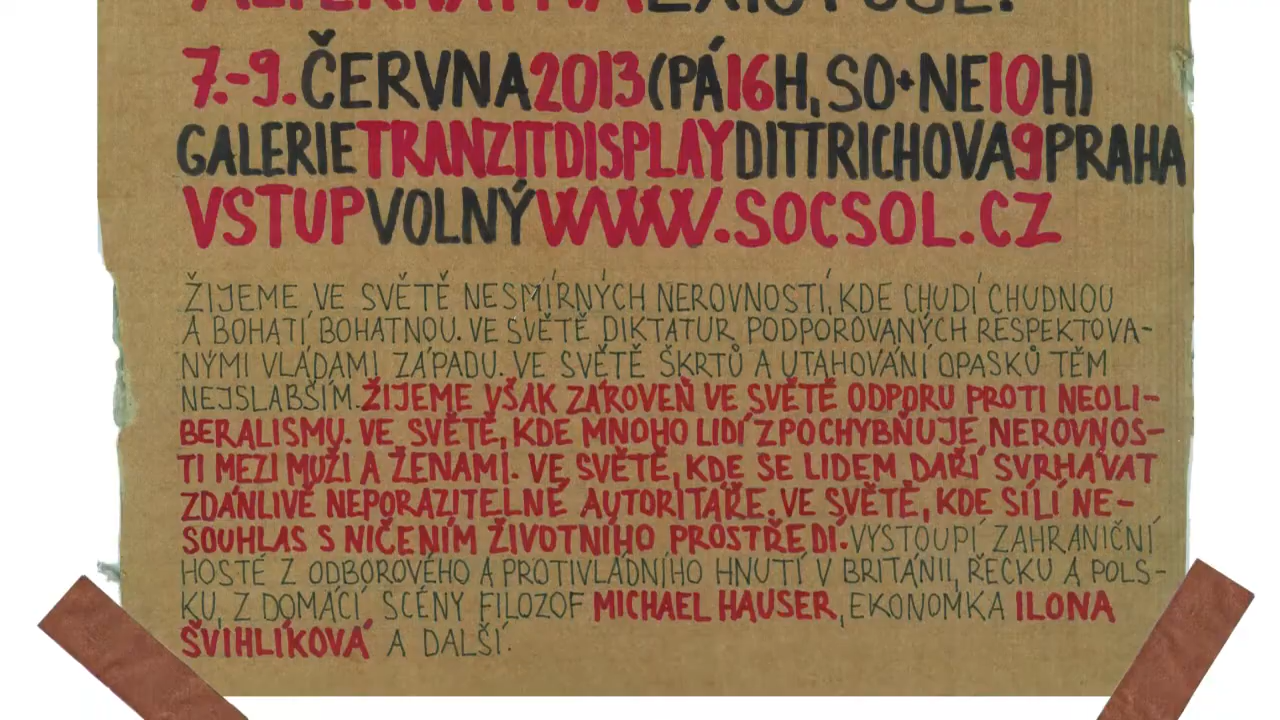 ALTERNATIVA EXISTUJE!
7.-9. ČERVNA 2013 (PÁ 16H, SO+NE 10H)
GALERIE TRANZITDISPLAY DITTRICHOVA 9 PRAHA
VSTUP VOLNÝ WWW.SOCSOL.CZ
ŽIJEME VE SVĚTĚ NESMÍRNÝCH NEROVNOSTÍ, KDE CHUDÍ CHUDNOU
A BOHATÍ BOHATNOU. VE SVĚTĚ DIKTATUR PODPOROVANÝCH RESPEKTOVA-
NÝMI VLÁDAMI ZÁPADU. VE SVĚTĚ ŠKRTŮ A UTAHOVÁNÍ OPASKŮ TĚM
NEJSLABŠÍM. ŽIJEME VŠAK ZÁROVEŇ VE SVĚTĚ ODPORU PROTI NEOLI-
BERALISMU. VE SVĚTĚ, KDE MNOHO LIDÍ ZPOCHYBŇUJE NEROVNOS-
TI MEZI MUŽI A ŽENAMI. VE SVĚTĚ, KDE SE LIDEM DAŘÍ SVRHÁVAT
ZDÁNLIVĚ NEPORAZITELNÉ AUTORITÁŘE. VE SVĚTĚ, KDE SÍLÍ NE-
SOUHLAS S NIČENÍM ŽIVOTNÍHO PROSTŘEDÍ. VYSTOUPÍ ZAHRANIČNÍ
HOSTÉ Z ODBOROVÉHO A PROTIVLÁDNÍHO HNUTÍ V BRITÁNII, ŘECKU A POLS-
KU, Z DOMÁCÍ SCÉNY FILOZOF MICHAEL HAUSER, EKONOMKA ILONA
ŠVIHLÍKOVÁ A DALŠÍ.